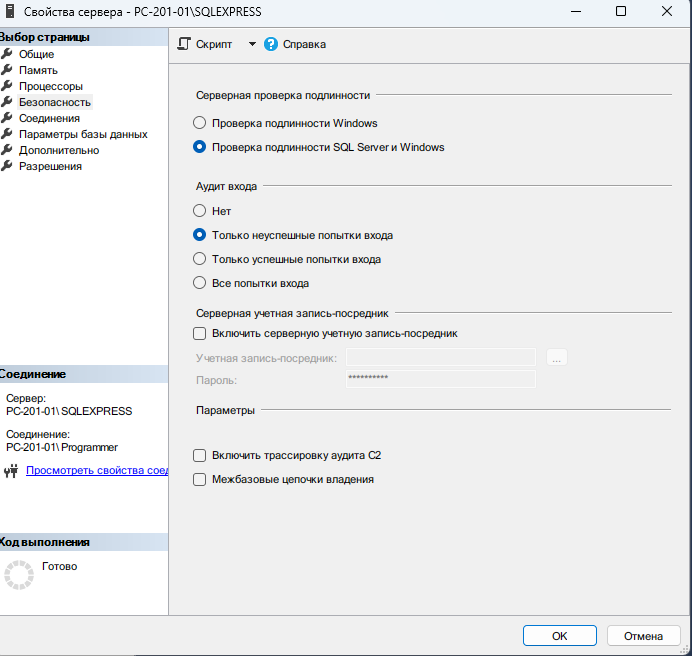 Свойства сервера - PC-201-01\SQLEXPRESS
Выбор страницы
Общие
Память
Процессоры
Безопасность
Соединения
Параметры базы данных
Дополнительно
Разрешения
Скрипт
Справка
Серверная проверка подлинности
Проверка подлинности Windows
Проверка подлинности SQL Server и Windows
Аудит входа
Нет
Только неуспешные попытки входа
Только успешные попытки входа
Все попытки входа
Серверная учетная запись-посредник
Включить серверную учетную запись-посредник
Учетная запись-посредник:
...
Пароль:
**********
Параметры
Включить трассировку аудита C2
Межбазовые цепочки владения
Соединение
Сервер:
PC-201-01\SQLEXPRESS
Соединение:
PC-201-01\Programmer
Просмотреть свойства соед
Ход выполнения
Готово
OK
Отмена